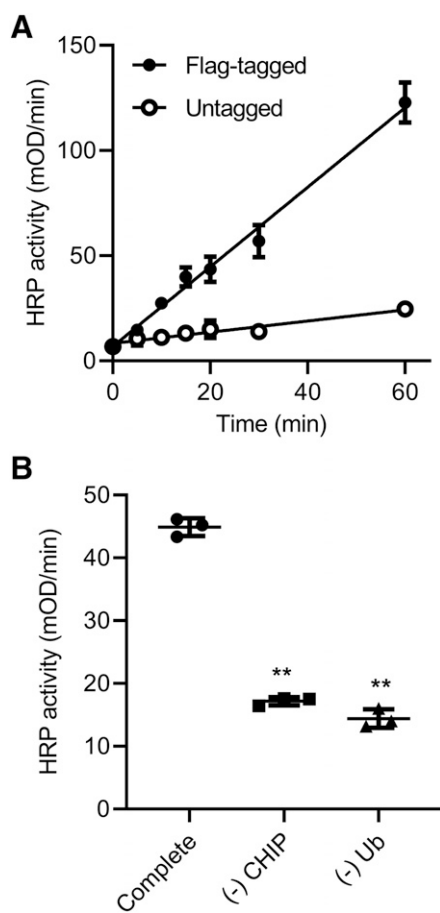 A
HRP activity (mOD/min)
150
100
50
0
Flag-tagged
Untagged
0 20 40 60
Time (min)
B
HRP activity (mOD/min)
50
40
30
20
10
0
**
**
Complete
(-) CHIP
(-) Ub